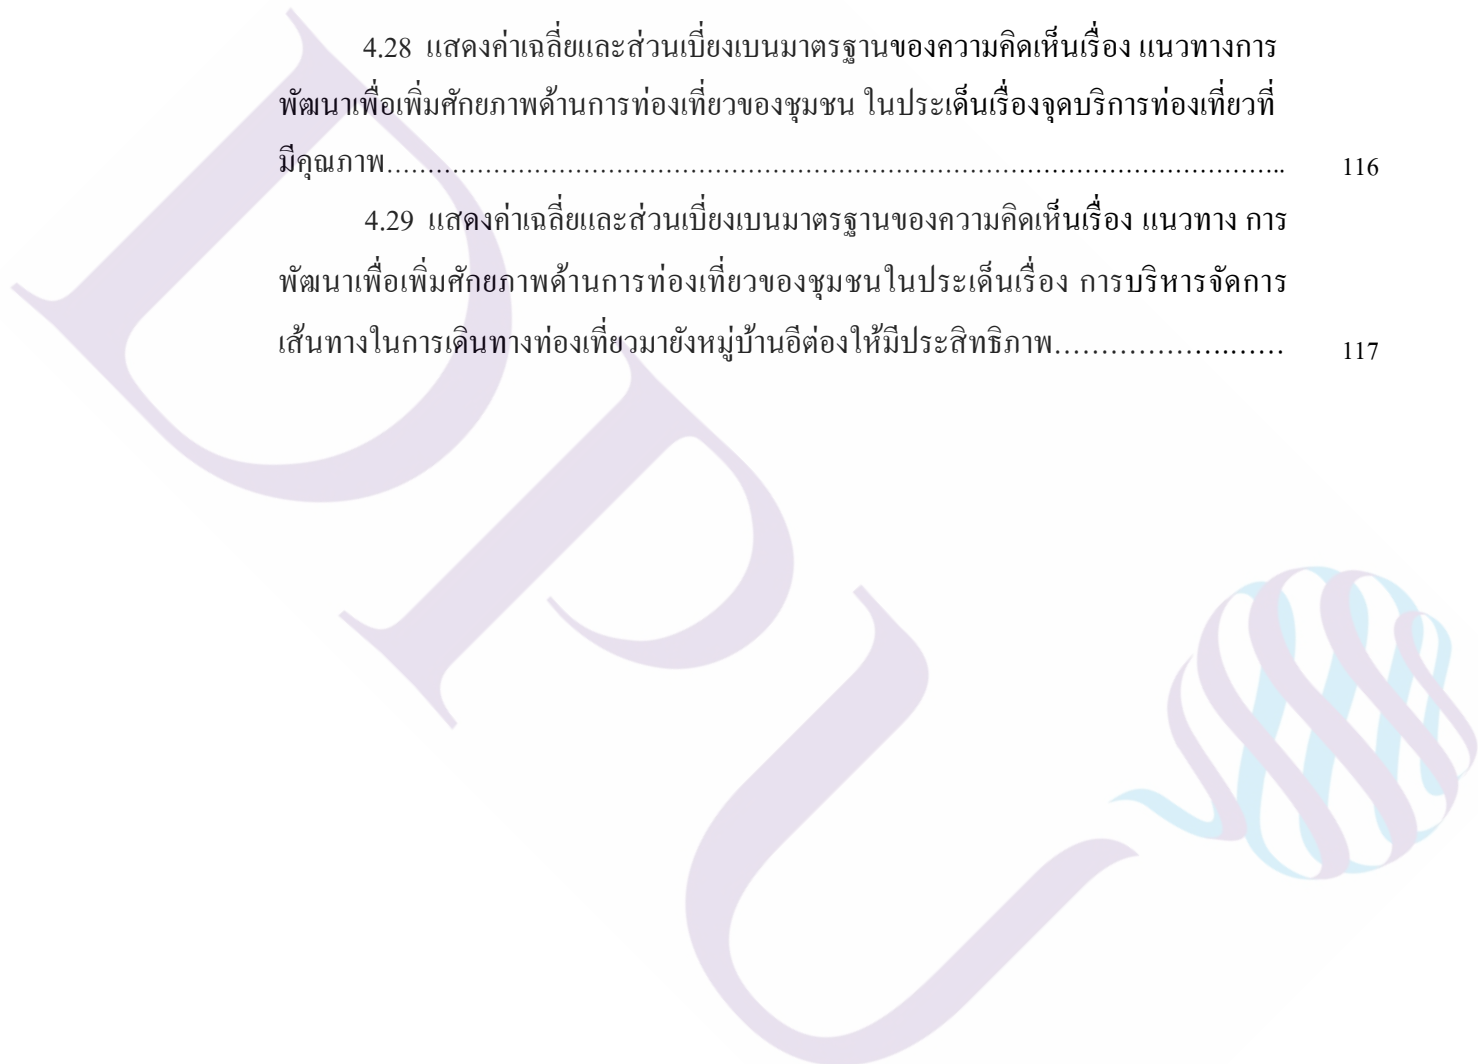 4.28 แสดงค่าเฉลี่ยและส่วนเบี่ยงเบนมาตรฐานของความคิดเห็นเรื่อง แนวทางการ
พัฒนาเพื่อเพิ่มศักยภาพด้านการท่องเที่ยวของชุมชน ในประเด็นเรื่องจุดบริการท่องเที่ยวที่
มีคุณภาพ........................................................................................................... 116
4.29 แสดงค่าเฉลี่ยและส่วนเบี่ยงเบนมาตรฐานของความคิดเห็นเรื่อง แนวทาง การ
พัฒนาเพื่อเพิ่มศักยภาพด้านการท่องเที่ยวของชุมชนในประเด็นเรื่อง การบริหารจัดการ
เส้นทางในการเดินทางท่องเที่ยวมายังหมู่บ้านอีต่องให้มีประสิทธิภาพ......................... 117
DPU